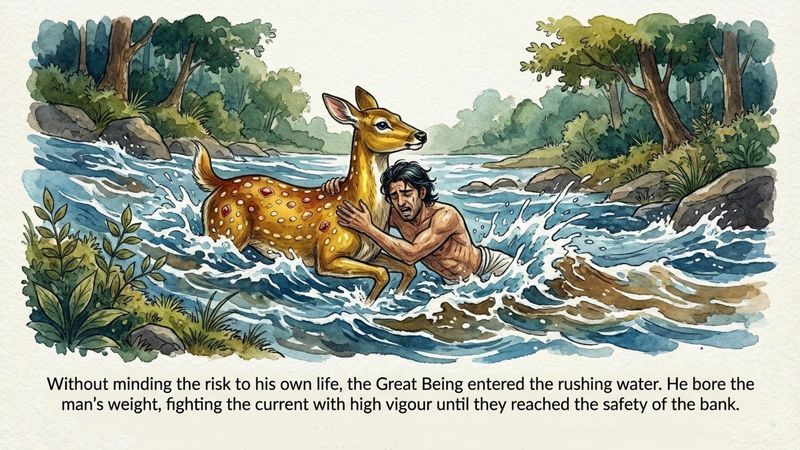 Without minding the risk to his own life, the Great Being entered the rushing water. He bore the
man’s weight, fighting the current with high vigour until they reached the safety of the bank.